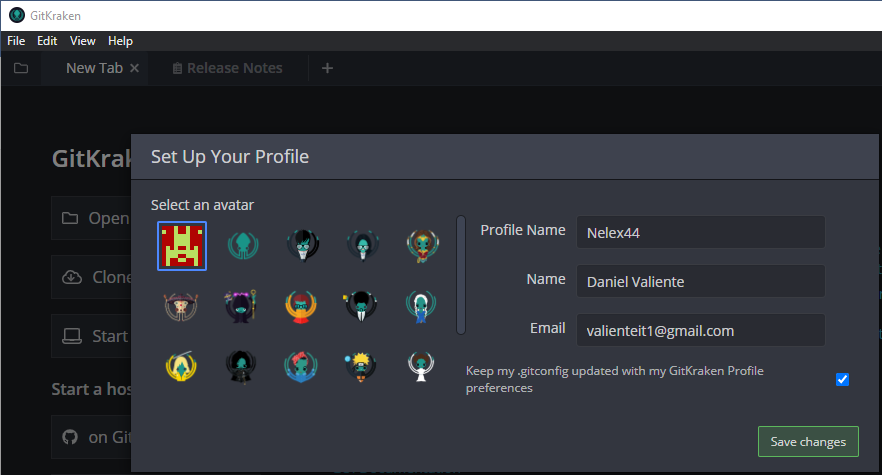 GitKraken
File Edit View Help
New Tab Release Notes
GitKrak
Set Up Your Profile
Select an avatar
Profile Name Nelex44
Name Daniel Valiente
Email valienteit1@gmail.com
Keep my .gitconfig updated with my GitKraken Profile
preferences
Save changes
Open
Clone
Start
Start a hos
on Git